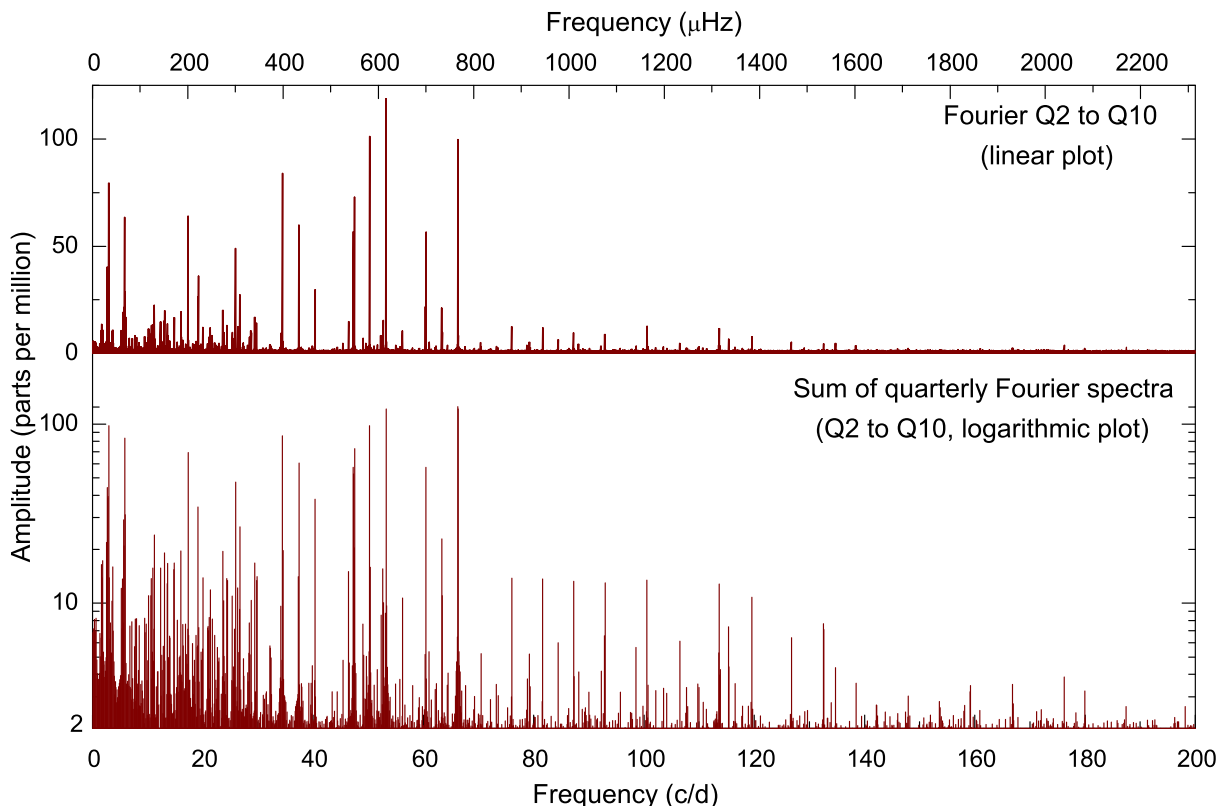 Frequency (μHz)
0 200 400 600 800 1000 1200 1400 1600 1800 2000 2200
Fourier Q2 to Q10
(linear plot)
100
50
0
Amplitude (parts per million)
Sum of quarterly Fourier spectra
(Q2 to Q10, logarithmic plot)
100
10
2
0 20 40 60 80 100 120 140 160 180 200
Frequency (c/d)